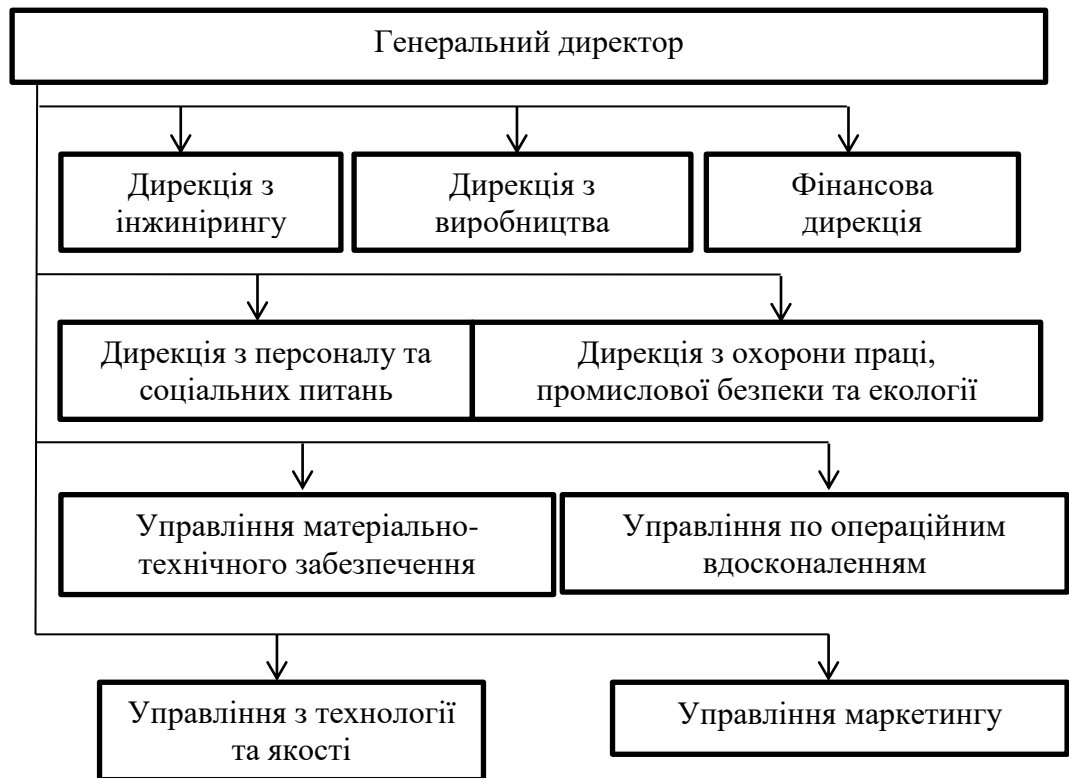 Генеральний директор
Дирекція з
інжинірингу
Дирекція з
виробництва
Фінансова
дирекція
Дирекція з персоналу та
соціальних питань
Дирекція з охорони праці,
промислової безпеки та екології
Управління матеріально-
технічного забезпечення
Управління по операційним
вдосконаленням
Управління з технології
та якості
Управління маркетингу